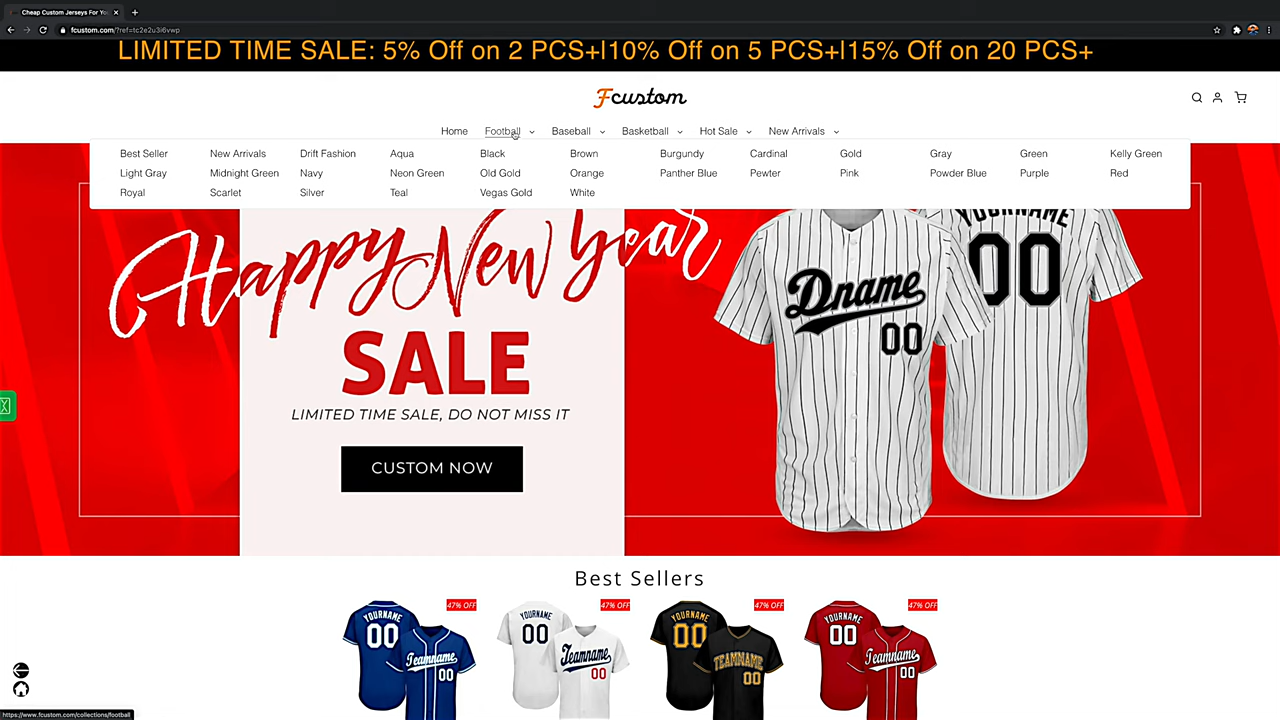 Cheap Custom Jerseys For Yo
fcustom.com/?ref=tc2e2u3i6vwp
LIMITED TIME SALE: 5% Off on 2 PCS+|10% Off on 5 PCS+|15% Off on 20 PCS+
Fcustom
Home Football Baseball Basketball Hot Sale New Arrivals
Best Seller New Arrivals Drift Fashion Aqua Black Brown Burgundy Cardinal Gold Gray Green Kelly Green
Light Gray Midnight Green Navy Neon Green Old Gold Orange Panther Blue Pewter Pink Powder Blue Purple Red
Royal Scarlet Silver Teal Vegas Gold White
Happy New Year
SALE
LIMITED TIME SALE, DO NOT MISS IT
CUSTOM NOW
Dname
00
YOURNAME
00
Best Sellers
47% OFF 47% OFF 47% OFF 47% OFF
YOURNAME YOURNAME YOURNAME YOURNAME
00 00 00 00
Teamname Teamname TEAMNAME Teamname
00 00 00 00
https://www.fcustom.com/collections/football